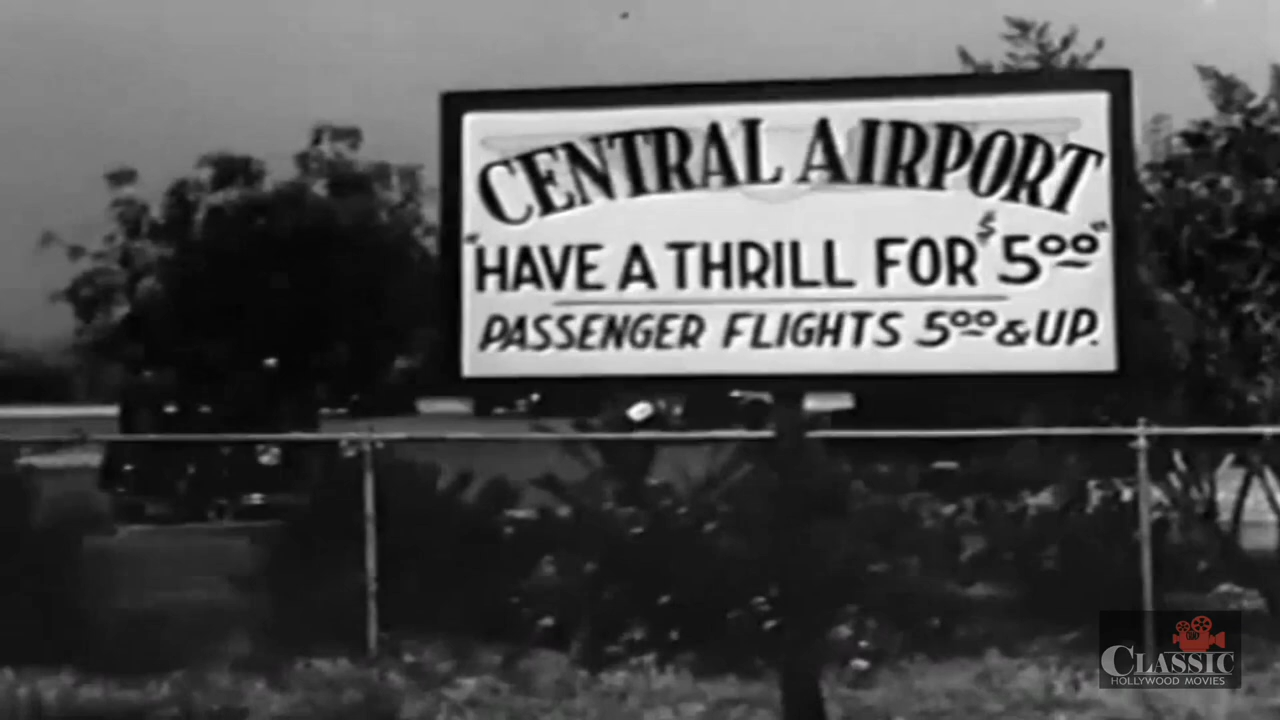 CENTRAL AIRPORT
"HAVE A THRILL FOR $5.00"
PASSENGER FLIGHTS 5.00 & UP.
CLASSIC
HOLLYWOOD MOVIES